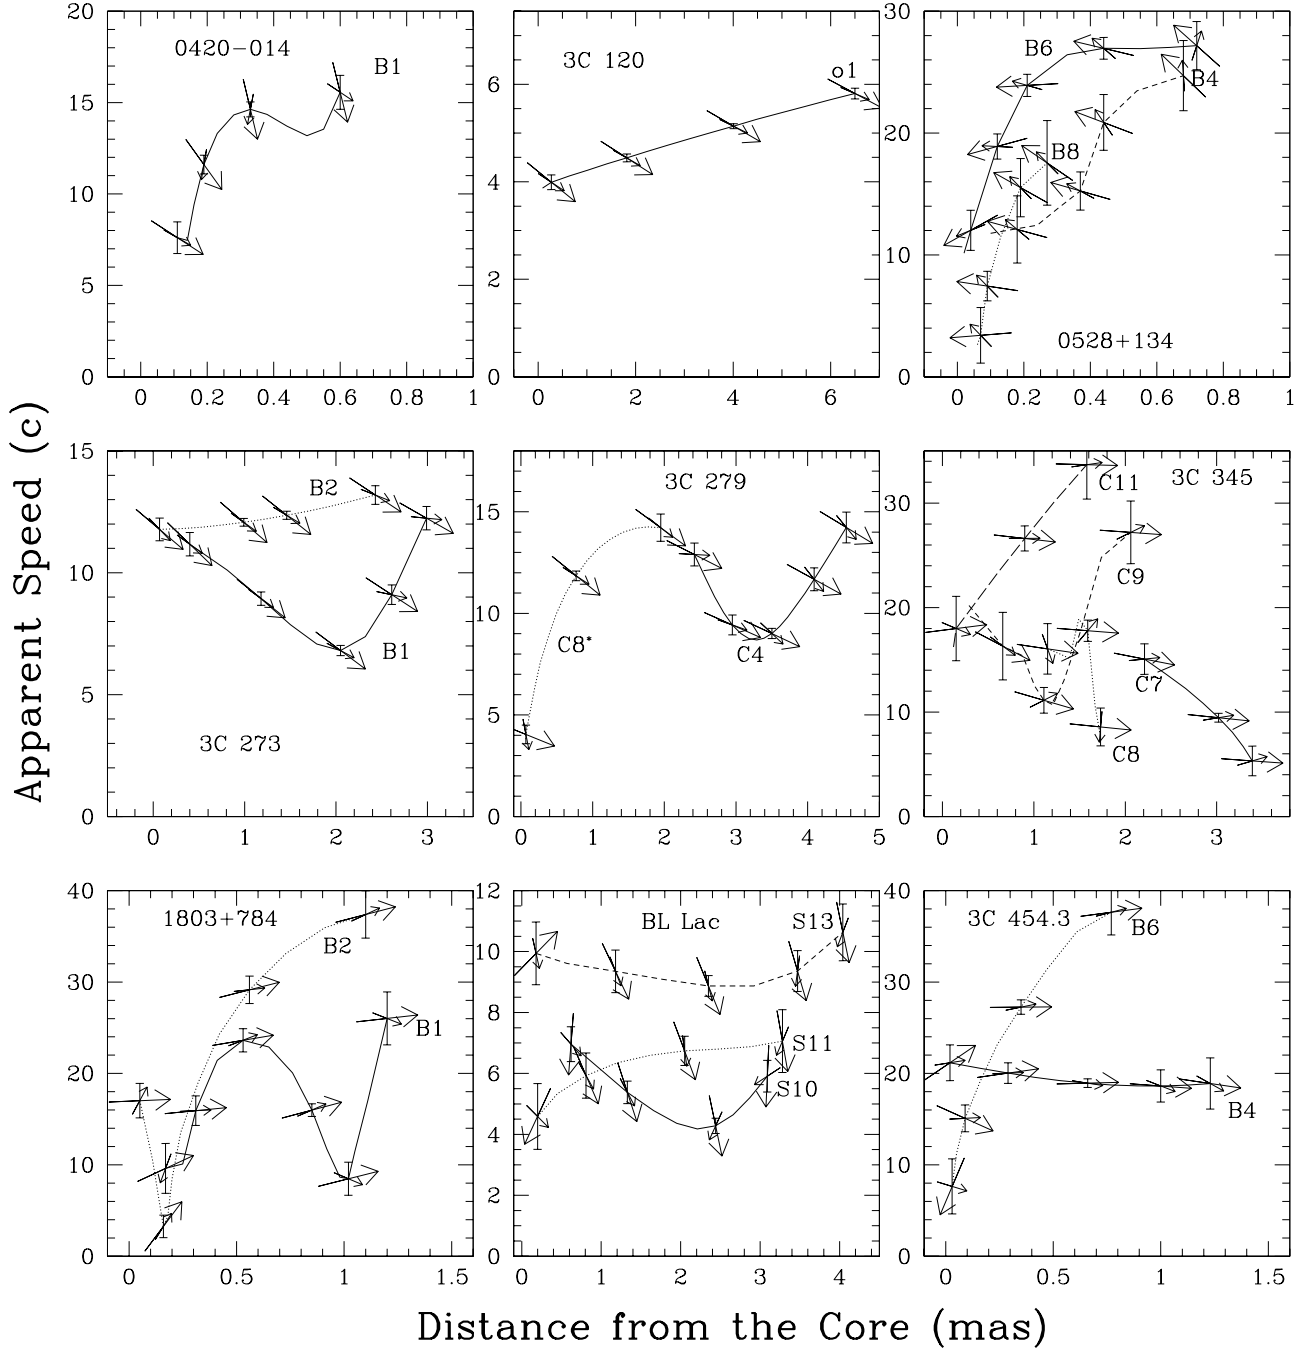 20
15
10
5
0
0420−014
B1
0 0.2 0.4 0.6 0.8 1
6
4
2
0
3C 120
o1
0 2 4 6
30
20
10
0
B6
B4
B8
0528+134
0 0.2 0.4 0.6 0.8 1
Apparent Speed (c)
15
10
5
0
B2
B1
3C 273
0 1 2 3
15
10
5
0
3C 279
C8*
C4
0 1 2 3 4 5
30
20
10
0
C11
3C 345
C9
C7
C8
0 1 2 3
40
30
20
10
0
1803+784
B2
B1
0 0.5 1 1.5
12
10
8
6
4
2
0
BL Lac
S13
S11
S10
0 1 2 3 4
40
30
20
10
0
3C 454.3
B6
B4
0 0.5 1 1.5
Distance from the Core (mas)